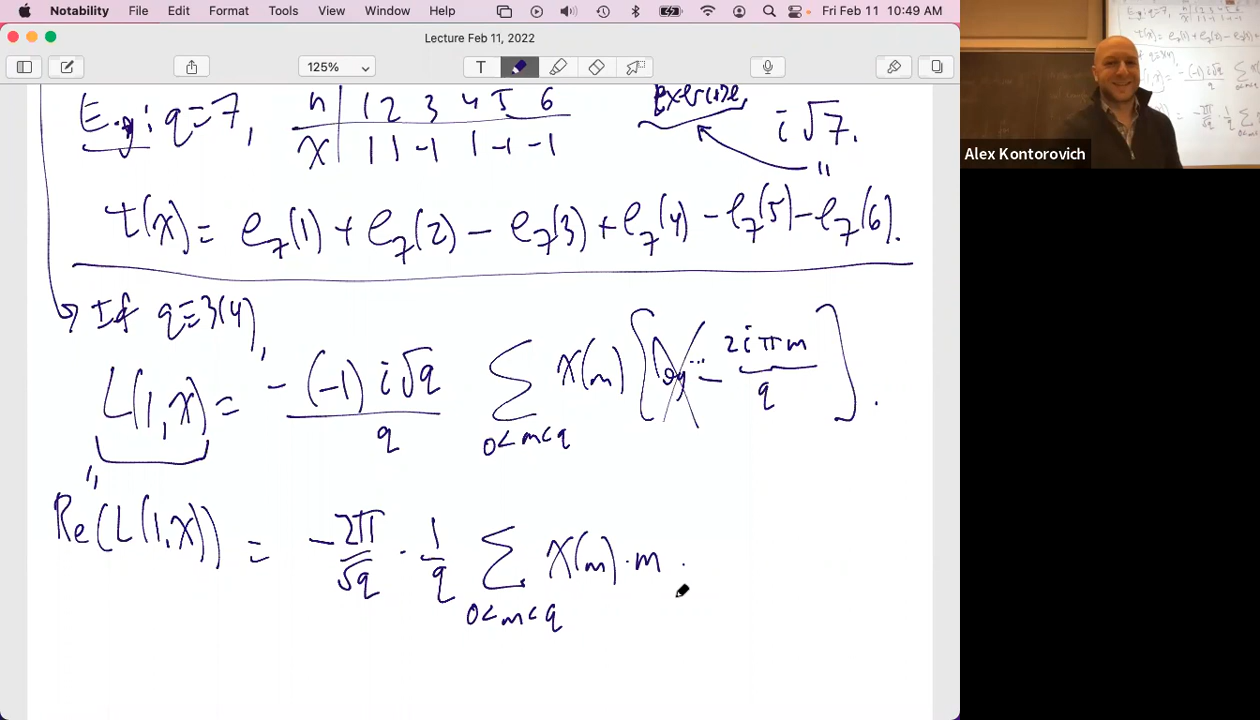 Notability File Edit View Window Help Fri Feb 11 10:49 AM
Lecture Feb 11, 2022
125% T
E.g: q=7, n | 1 2 3 4 5 6 exercise, i√7.
χ | 1 1 -1 1 -1 -1 "
τ(χ) = e₇(1) + e₇(2) - e₇(3) + e₇(4) - e₇(5) - e₇(6).
If q≡3(4),
L(1,χ) = -(-1) i√q / q ∑_{0<m<q} χ(m) [ log... - 2iπm / q ].
"
Re(L(1,χ)) = -2π/√q · 1/q ∑_{0<m<q} χ(m)·m.
Alex Kontorovich